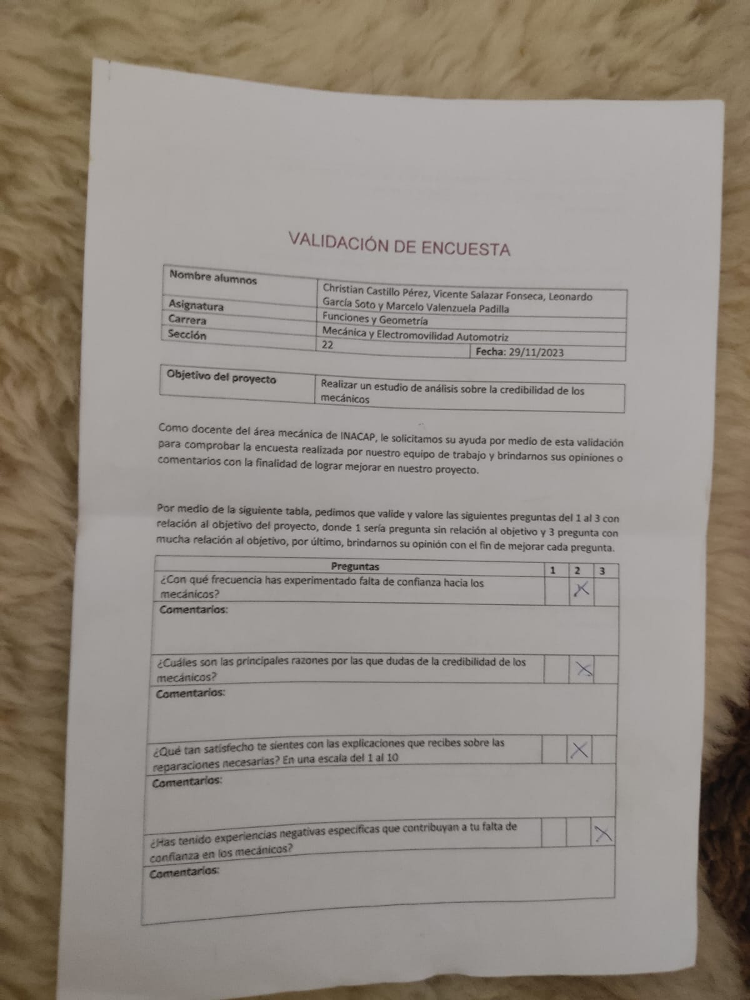 VALIDACIÓN DE ENCUESTA
Nombre alumnos
Christian Castillo Pérez, Vicente Salazar Fonseca, Leonardo
García Soto y Marcelo Valenzuela Padilla
Asignatura
Funciones y Geometría
Carrera
Mecánica y Electromovilidad Automotriz
Sección
22
Fecha: 29/11/2023
Objetivo del proyecto
Realizar un estudio de análisis sobre la credibilidad de los
mecánicos
Como docente del área mecánica de INACAP, le solicitamos su ayuda por medio de esta validación
para comprobar la encuesta realizada por nuestro equipo de trabajo y brindarnos sus opiniones o
comentarios con la finalidad de lograr mejorar en nuestro proyecto.
Por medio de la siguiente tabla, pedimos que valide y valore las siguientes preguntas del 1 al 3 con
relación al objetivo del proyecto, donde 1 sería pregunta sin relación al objetivo y 3 pregunta con
mucha relación al objetivo, por último, brindarnos su opinión con el fin de mejorar cada pregunta.
Preguntas 1 2 3
¿Con qué frecuencia has experimentado falta de confianza hacia los
mecánicos?
X
Comentarios:
¿Cuáles son las principales razones por las que dudas de la credibilidad de los
mecánicos?
X
Comentarios:
¿Qué tan satisfecho te sientes con las explicaciones que recibes sobre las
reparaciones necesarias? En una escala del 1 al 10
X
Comentarios:
¿Has tenido experiencias negativas específicas que contribuyan a tu falta de
confianza en los mecánicos?
X
Comentarios: